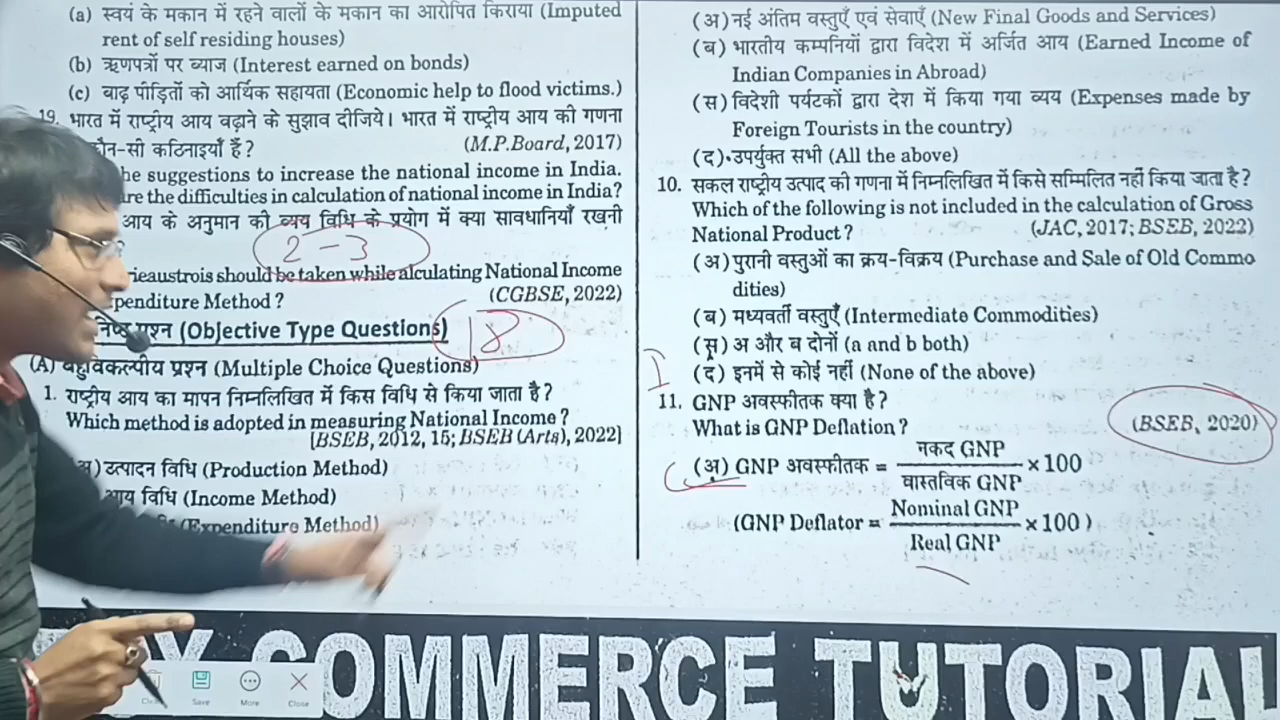 (a) स्वयं के मकान में रहने वालों के मकान का आरोपित किराया (Imputed
rent of self residing houses)
(b) ऋणपत्रों पर ब्याज (Interest earned on bonds)
(c) बाढ़ पीड़ितों को आर्थिक सहायता (Economic help to flood victims.)
19. भारत में राष्ट्रीय आय बढ़ाने के सुझाव दीजिये। भारत में राष्ट्रीय आय की गणना
कठिनाइयाँ हैं? (M.P.Board, 2017)
suggestions to increase the national income in India.
the difficulties in calculation of national income in India?
आय के अनुमान की व्यय विधि के प्रयोग में क्या सावधानियाँ रखनी
2-3
should be taken while alculating National Income
Method? (CGBSE, 2022)
प्रश्न (Objective Type Questions)
18
(A) बहुविकल्पीय प्रश्न (Multiple Choice Questions)
1. राष्ट्रीय आय का मापन निम्नलिखित में किस विधि से किया जाता है?
Which method is adopted in measuring National Income?
[BSEB, 2012, 15; BSEB (Arts), 2022]
उत्पादन विधि (Production Method)
आय विधि (Income Method)
(Expenditure Method)
(अ) नई अंतिम वस्तुएँ एवं सेवाएँ (New Final Goods and Services)
(ब) भारतीय कम्पनियों द्वारा विदेश में अर्जित आय (Earned Income of
Indian Companies in Abroad)
(स) विदेशी पर्यटकों द्वारा देश में किया गया व्यय (Expenses made by
Foreign Tourists in the country)
(द) उपर्युक्त सभी (All the above)
10. सकल राष्ट्रीय उत्पाद की गणना में निम्नलिखित में किसे सम्मिलित नहीं किया जाता है?
Which of the following is not included in the calculation of Gross
National Product? (JAC, 2017; BSEB, 2022)
(अ) पुरानी वस्तुओं का क्रय-विक्रय (Purchase and Sale of Old Commo
dities)
(ब) मध्यवर्ती वस्तुएँ (Intermediate Commodities)
(स) अ और ब दोनों (a and b both)
(द) इनमें से कोई नहीं (None of the above)
11. GNP अवस्फीतक क्या है?
What is GNP Deflation? (BSEB, 2020)
(अ) GNP अवस्फीतक = नकद GNP / वास्तविक GNP × 100
(GNP Deflator = Nominal GNP / Real GNP × 100)
COMMERCE TUTORIAL
Save More Close